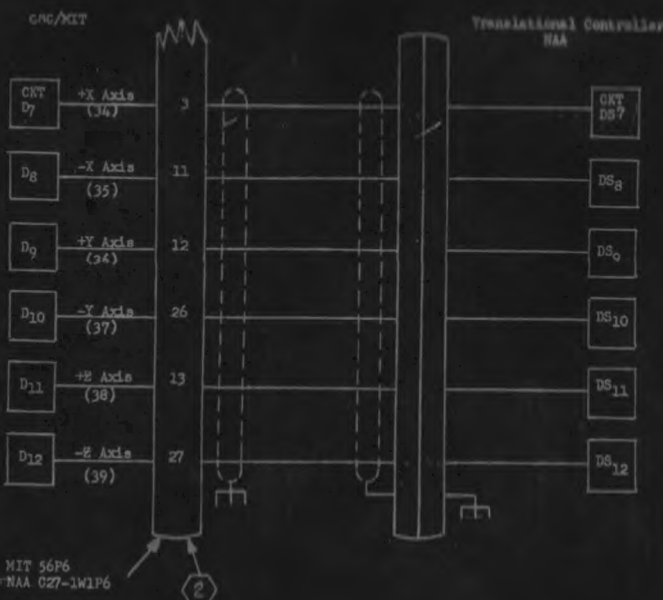 GNC/MIT
Translational Controller
NAA
CKT
D7
+X Axis
(34)
3
CKT
DS7
D8
-X Axis
(35)
11
DS8
D9
+Y Axis
(36)
12
DS9
D10
-Y Axis
(37)
26
DS10
D11
+Z Axis
(38)
13
DS11
D12
-Z Axis
(39)
27
DS12
MIT 56P6
NAA C27-1W1P6
2